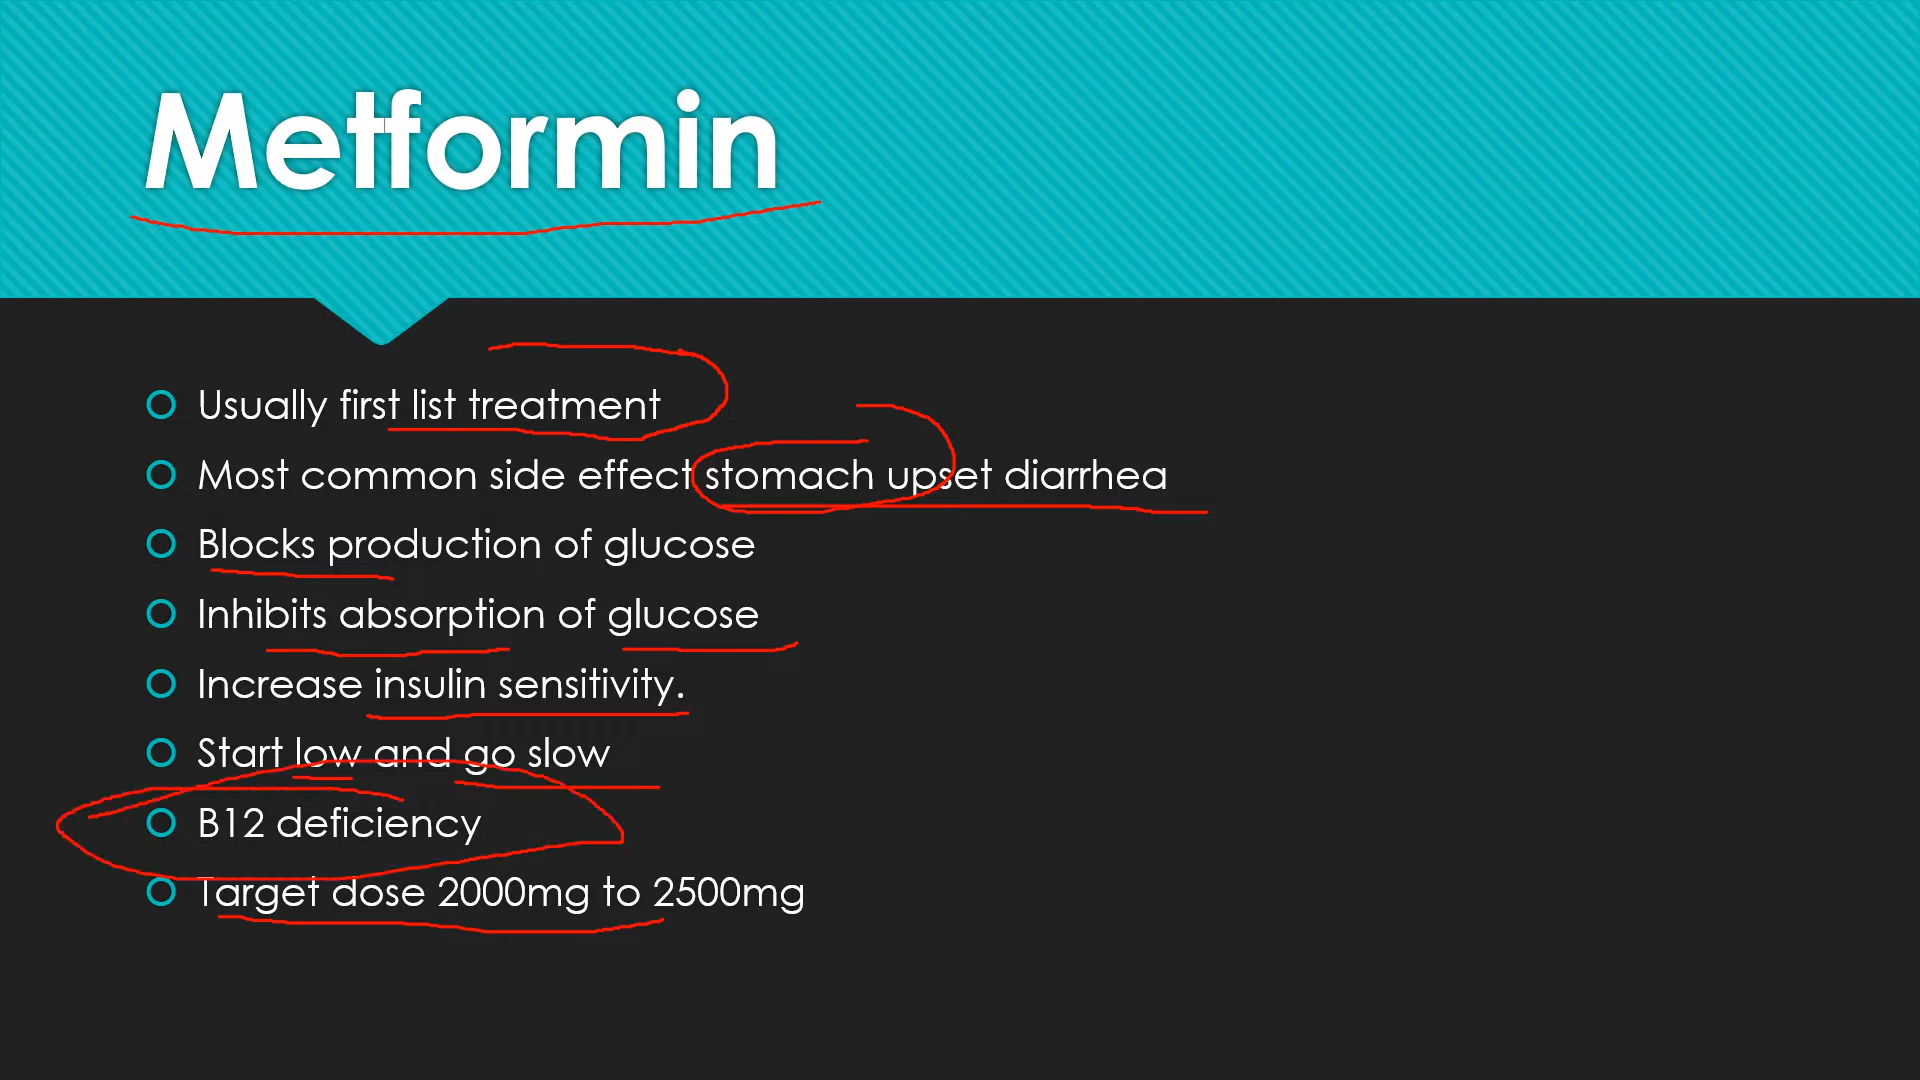 Metformin
Usually first list treatment
Most common side effect stomach upset diarrhea
Blocks production of glucose
Inhibits absorption of glucose
Increase insulin sensitivity.
Start low and go slow
B12 deficiency
Target dose 2000mg to 2500mg